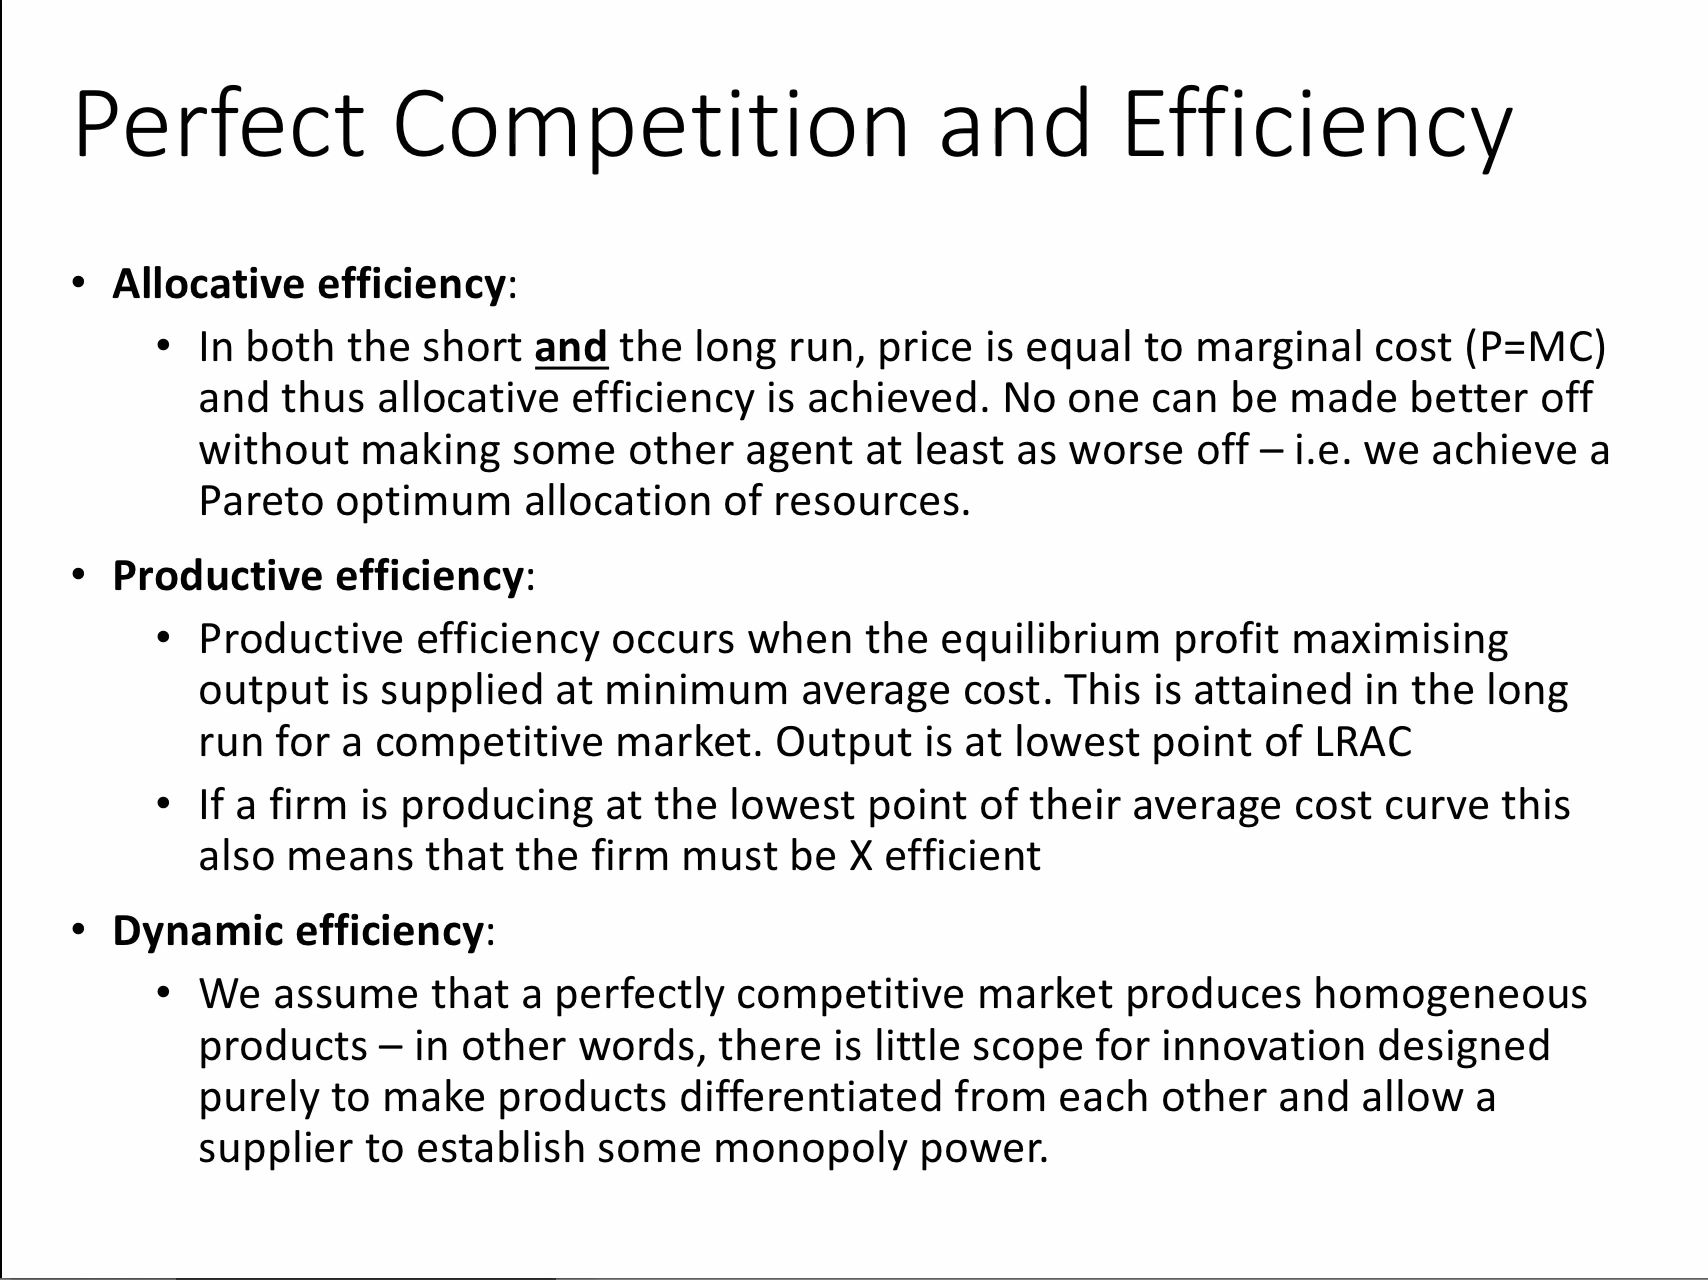 Perfect Competition and Efficiency
• Allocative efficiency:
• In both the short and the long run, price is equal to marginal cost (P=MC)
and thus allocative efficiency is achieved. No one can be made better off
without making some other agent at least as worse off – i.e. we achieve a
Pareto optimum allocation of resources.
• Productive efficiency:
• Productive efficiency occurs when the equilibrium profit maximising
output is supplied at minimum average cost. This is attained in the long
run for a competitive market. Output is at lowest point of LRAC
• If a firm is producing at the lowest point of their average cost curve this
also means that the firm must be X efficient
• Dynamic efficiency:
• We assume that a perfectly competitive market produces homogeneous
products – in other words, there is little scope for innovation designed
purely to make products differentiated from each other and allow a
supplier to establish some monopoly power.